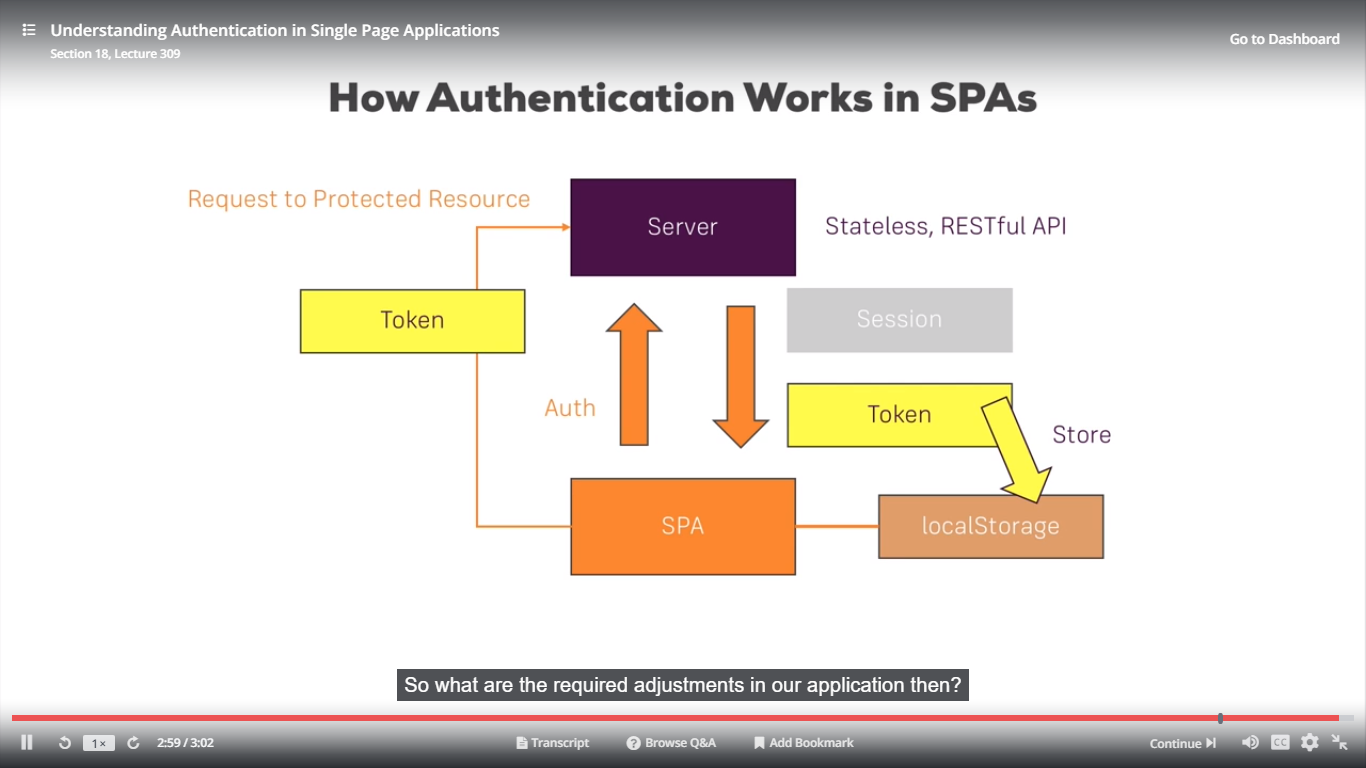 Understanding Authentication in Single Page Applications
Section 18, Lecture 309
Go to Dashboard
How Authentication Works in SPAs
Request to Protected Resource
Server
Stateless, RESTful API
Token
Session
Auth
Token
Store
SPA
localStorage
So what are the required adjustments in our application then?
1×
2:59 / 3:02
Transcript
Browse Q&A
Add Bookmark
Continue
CC